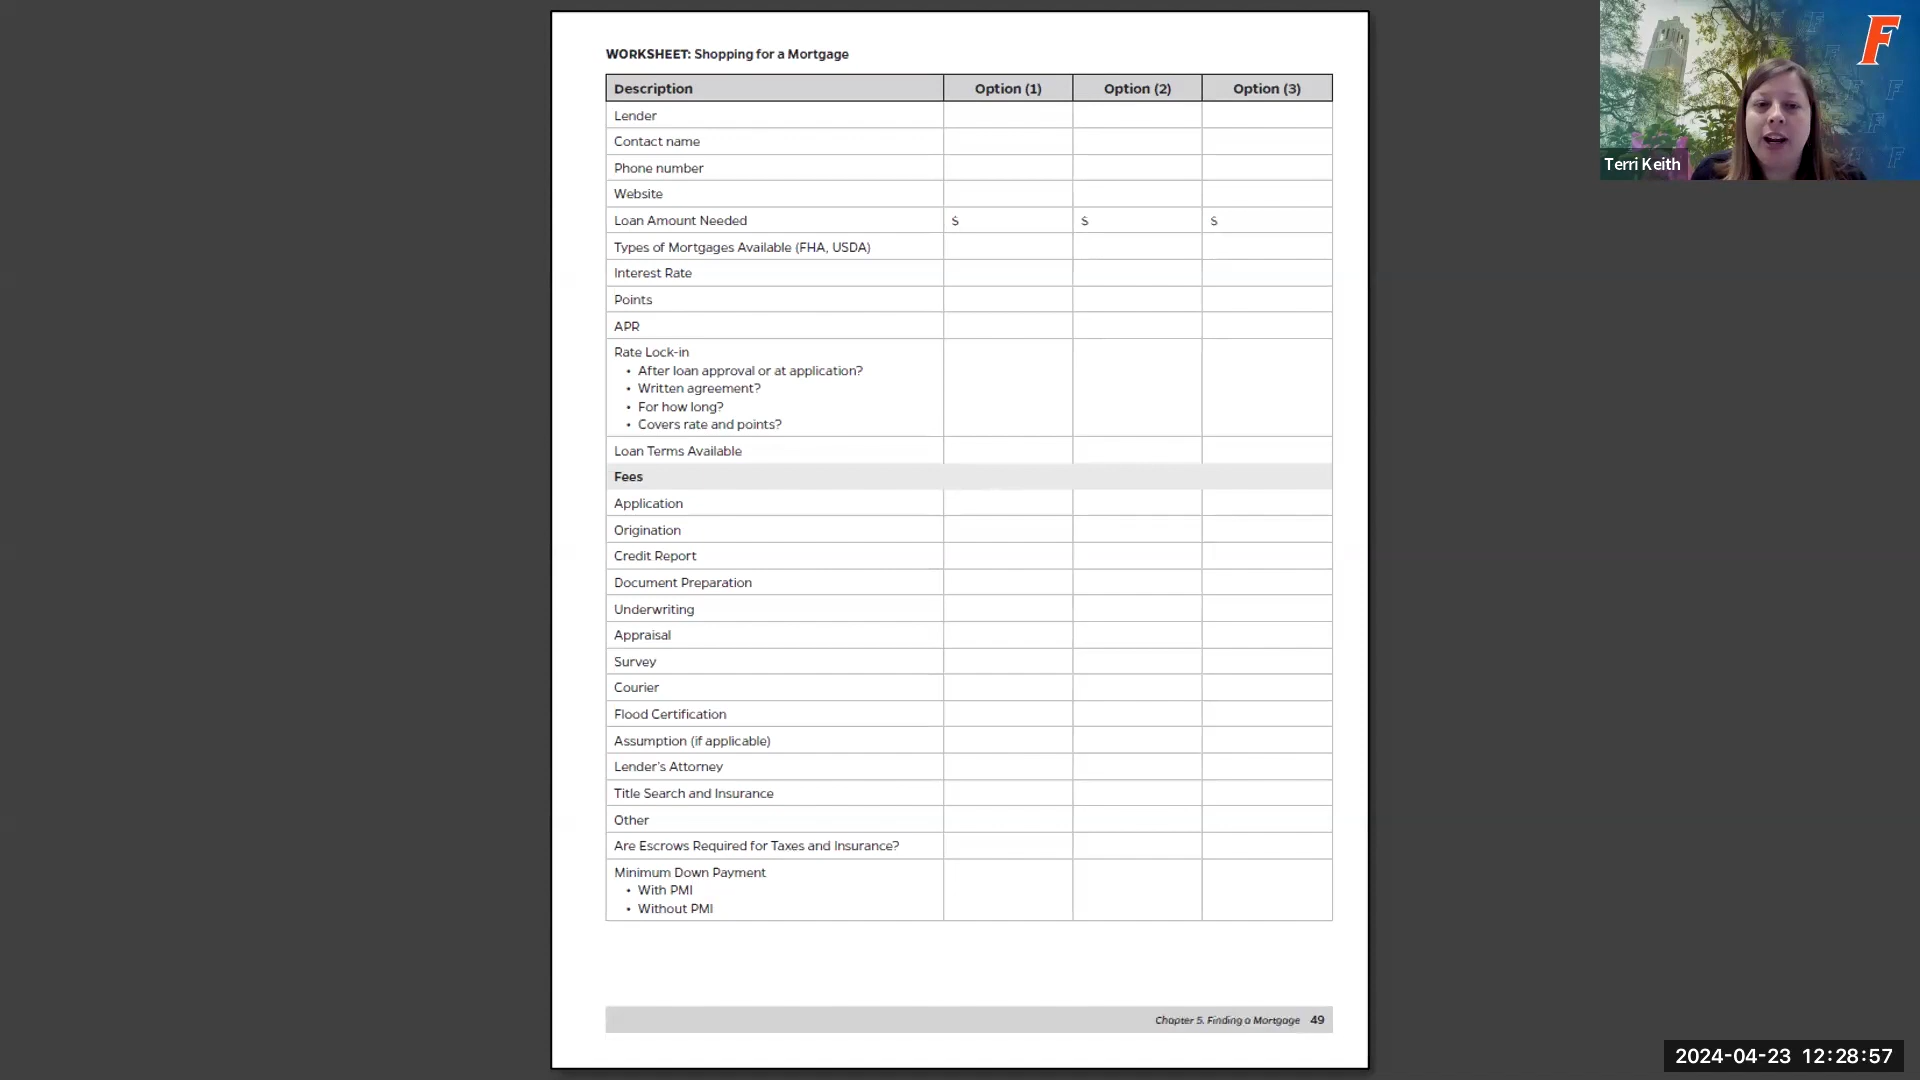 WORKSHEET: Shopping for a Mortgage
Description Option (1) Option (2) Option (3)
Lender
Contact name
Phone number
Website
Loan Amount Needed $ $ $
Types of Mortgages Available (FHA, USDA)
Interest Rate
Points
APR
Rate Lock-in
• After loan approval or at application?
• Written agreement?
• For how long?
• Covers rate and points?
Loan Terms Available
Fees
Application
Origination
Credit Report
Document Preparation
Underwriting
Appraisal
Survey
Courier
Flood Certification
Assumption (if applicable)
Lender's Attorney
Title Search and Insurance
Other
Are Escrows Required for Taxes and Insurance?
Minimum Down Payment
• With PMI
• Without PMI
Chapter 5. Finding a Mortgage 49
F
Terri Keith
2024-04-23 12:28:57